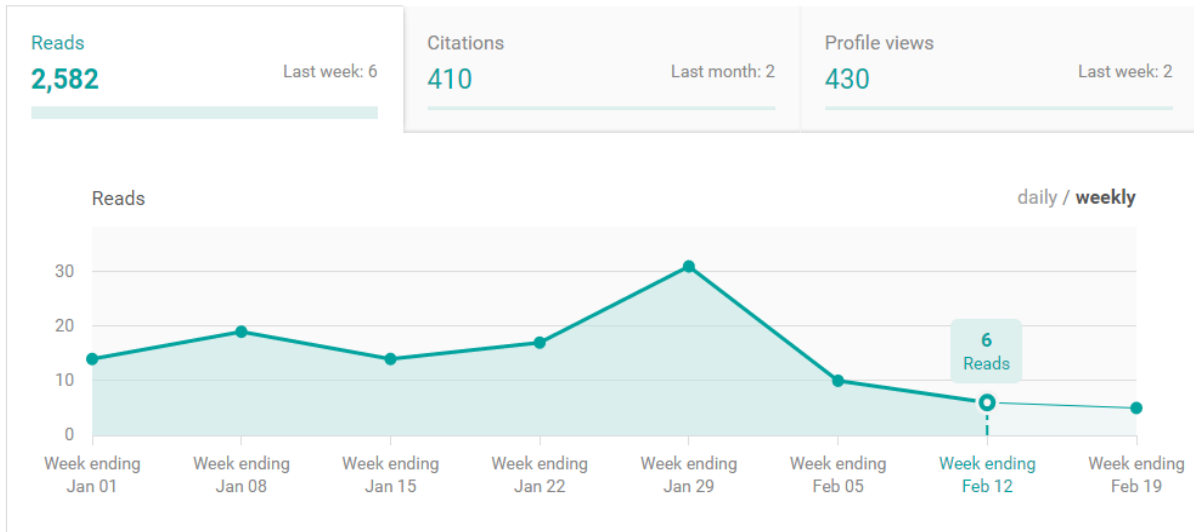 Reads
2,582
Last week: 6
Citations
410
Last month: 2
Profile views
430
Last week: 2
Reads
daily / weekly
30
20
10
0
6
Reads
Week ending
Jan 01
Week ending
Jan 08
Week ending
Jan 15
Week ending
Jan 22
Week ending
Jan 29
Week ending
Feb 05
Week ending
Feb 12
Week ending
Feb 19